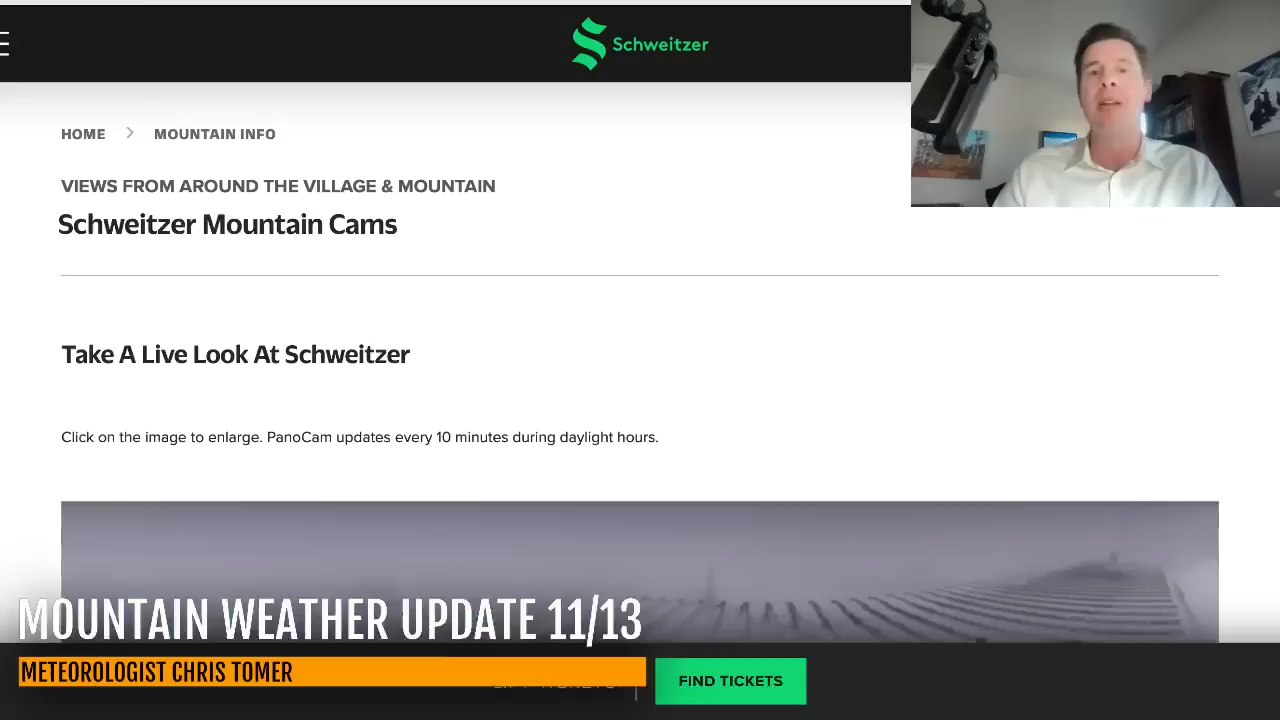 Schweitzer
HOME > MOUNTAIN INFO
VIEWS FROM AROUND THE VILLAGE & MOUNTAIN
Schweitzer Mountain Cams
Take A Live Look At Schweitzer
Click on the image to enlarge. PanoCam updates every 10 minutes during daylight hours.
MOUNTAIN WEATHER UPDATE 11/13
METEOROLOGIST CHRIS TOMER
FIND TICKETS